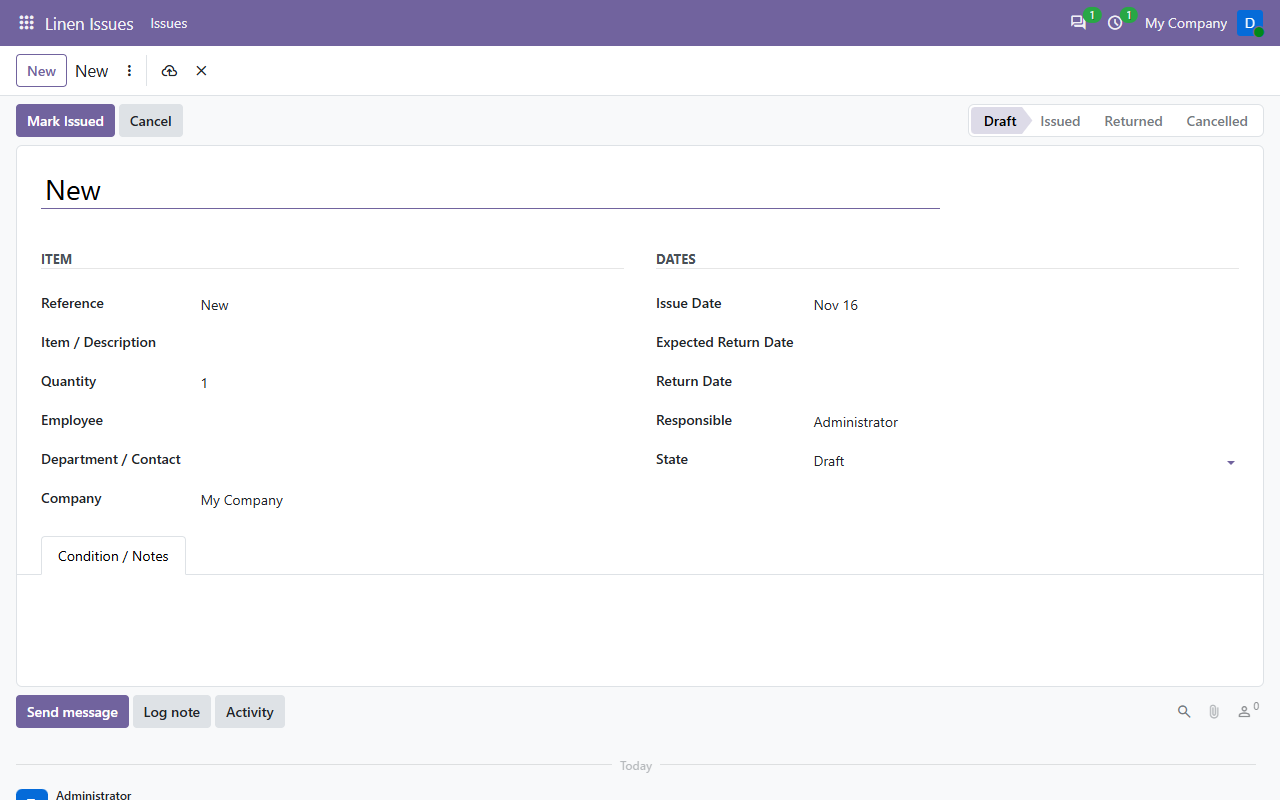 Linen Issues Issues 1 1 My Company D
New New
Mark Issued Cancel Draft Issued Returned Cancelled
New
ITEM DATES
Reference New Issue Date Nov 16
Item / Description Expected Return Date
Quantity 1 Return Date
Employee Responsible Administrator
Department / Contact State Draft
Company My Company
Condition / Notes
Send message Log note Activity 0
Today
Administrator